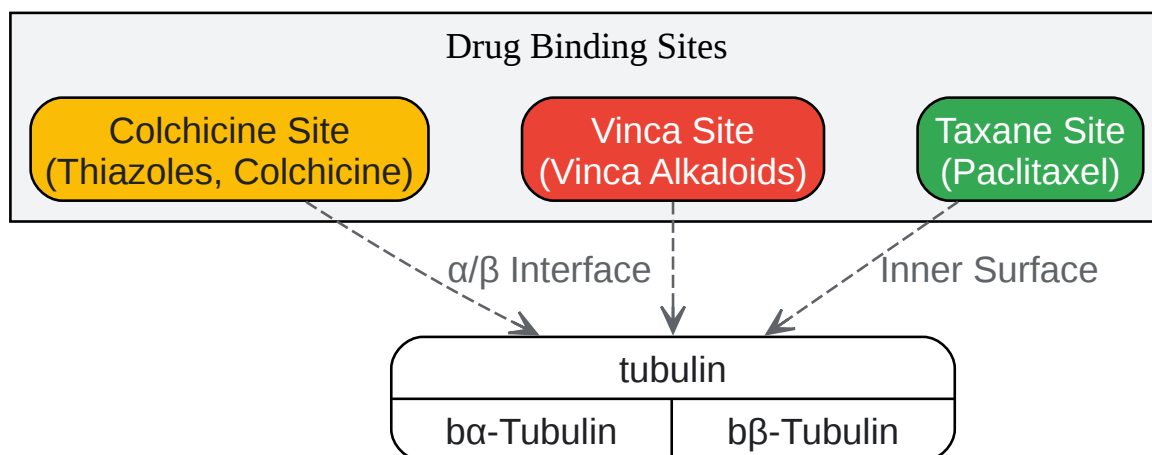 Drug Binding Sites
Colchicine Site
(Thiazoles, Colchicine)
Vinca Site
(Vinca Alkaloids)
Taxane Site
(Paclitaxel)
α/β Interface
Inner Surface
tubulin
bα-Tubulin
bβ-Tubulin